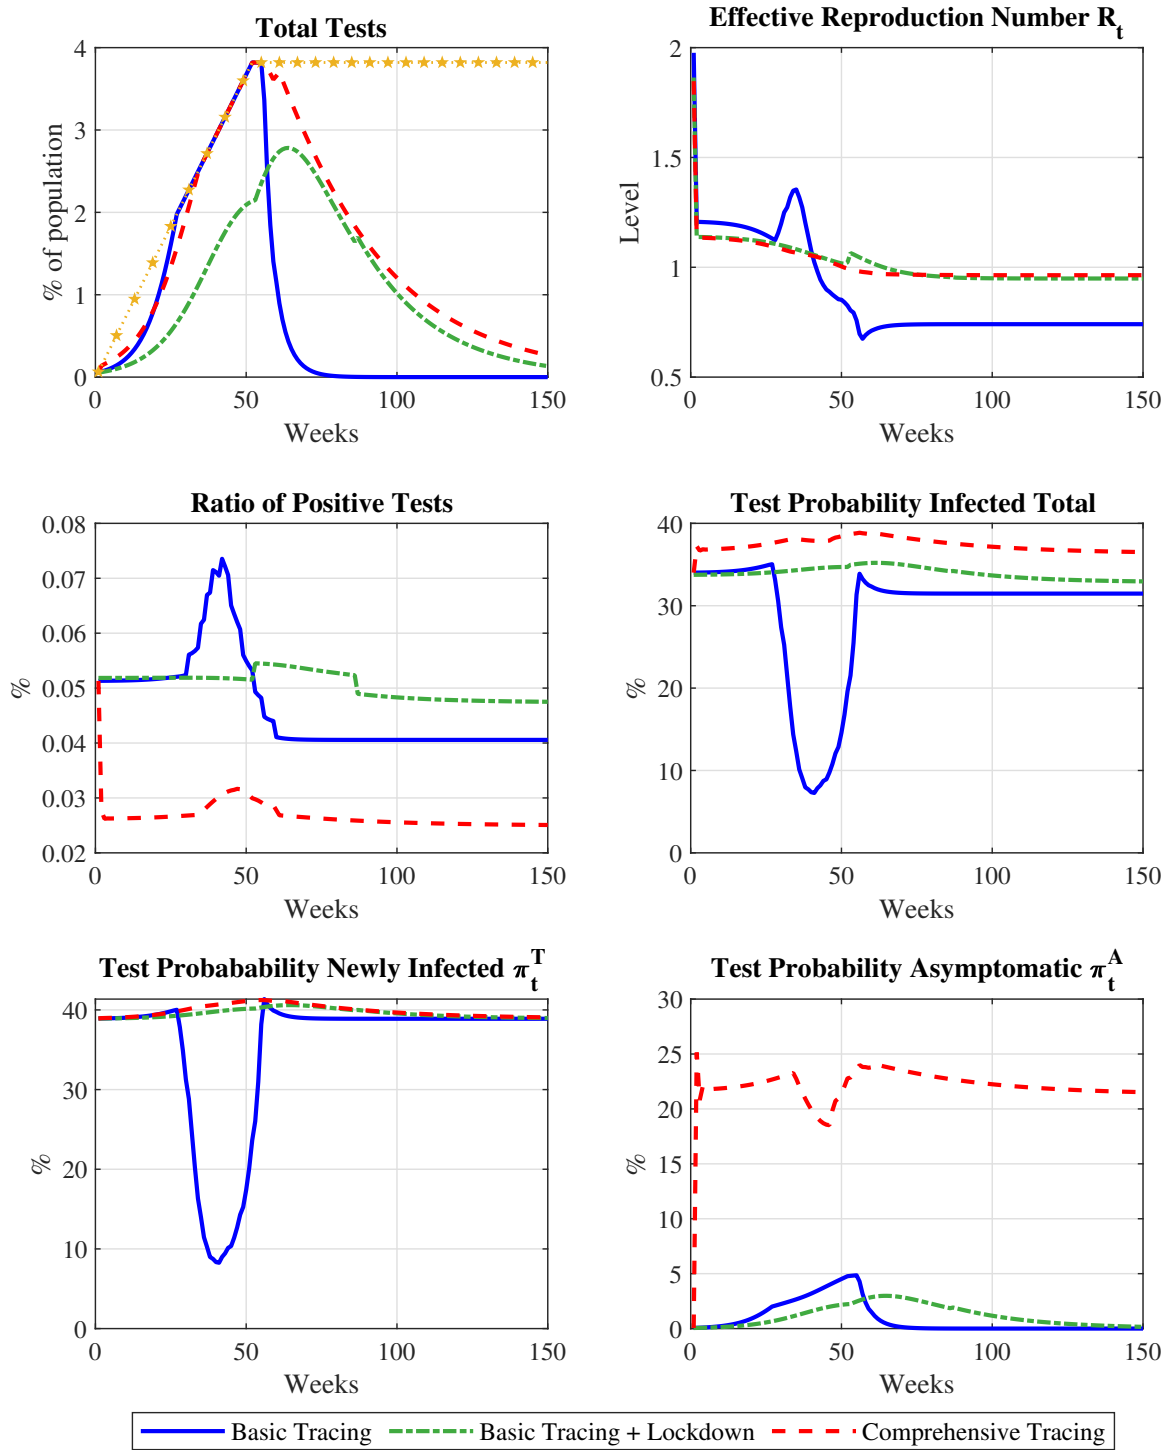 Total Tests
% of population
4
3
2
1
0
0 50 100 150
Weeks
Effective Reproduction Number R_t
Level
2
1.5
1
0.5
0 50 100 150
Weeks
Ratio of Positive Tests
%
0.08
0.07
0.06
0.05
0.04
0.03
0.02
0 50 100 150
Weeks
Test Probability Infected Total
%
40
30
20
10
0
0 50 100 150
Weeks
Test Probabability Newly Infected π_t^T
%
40
30
20
10
0
0 50 100 150
Weeks
Test Probability Asymptomatic π_t^A
%
30
25
20
15
10
5
0
0 50 100 150
Weeks
Basic Tracing Basic Tracing + Lockdown Comprehensive Tracing